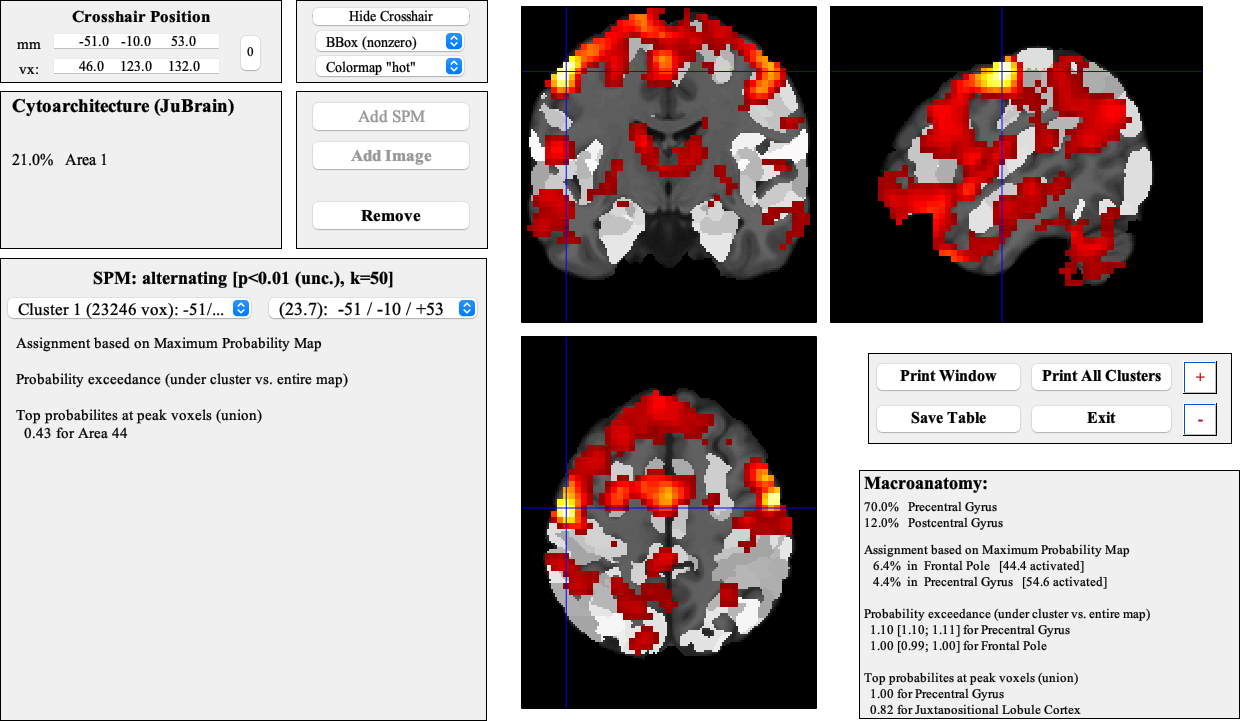 Crosshair Position
mm -51.0 -10.0 53.0
vx: 46.0 123.0 132.0
0
Hide Crosshair
BBox (nonzero)
Colormap "hot"
Cytoarchitecture (JuBrain)
21.0% Area 1
Add SPM
Add Image
Remove
SPM: alternating [p<0.01 (unc.), k=50]
Cluster 1 (23246 vox): -51/... (23.7): -51 / -10 / +53
Assignment based on Maximum Probability Map
Probability exceedance (under cluster vs. entire map)
Top probabilites at peak voxels (union)
0.43 for Area 44
Print Window Print All Clusters +
Save Table Exit -
Macroanatomy:
70.0% Precentral Gyrus
12.0% Postcentral Gyrus
Assignment based on Maximum Probability Map
6.4% in Frontal Pole [44.4 activated]
4.4% in Precentral Gyrus [54.6 activated]
Probability exceedance (under cluster vs. entire map)
1.10 [1.10; 1.11] for Precentral Gyrus
1.00 [0.99; 1.00] for Frontal Pole
Top probabilites at peak voxels (union)
1.00 for Precentral Gyrus
0.82 for Juxtapositional Lobule Cortex